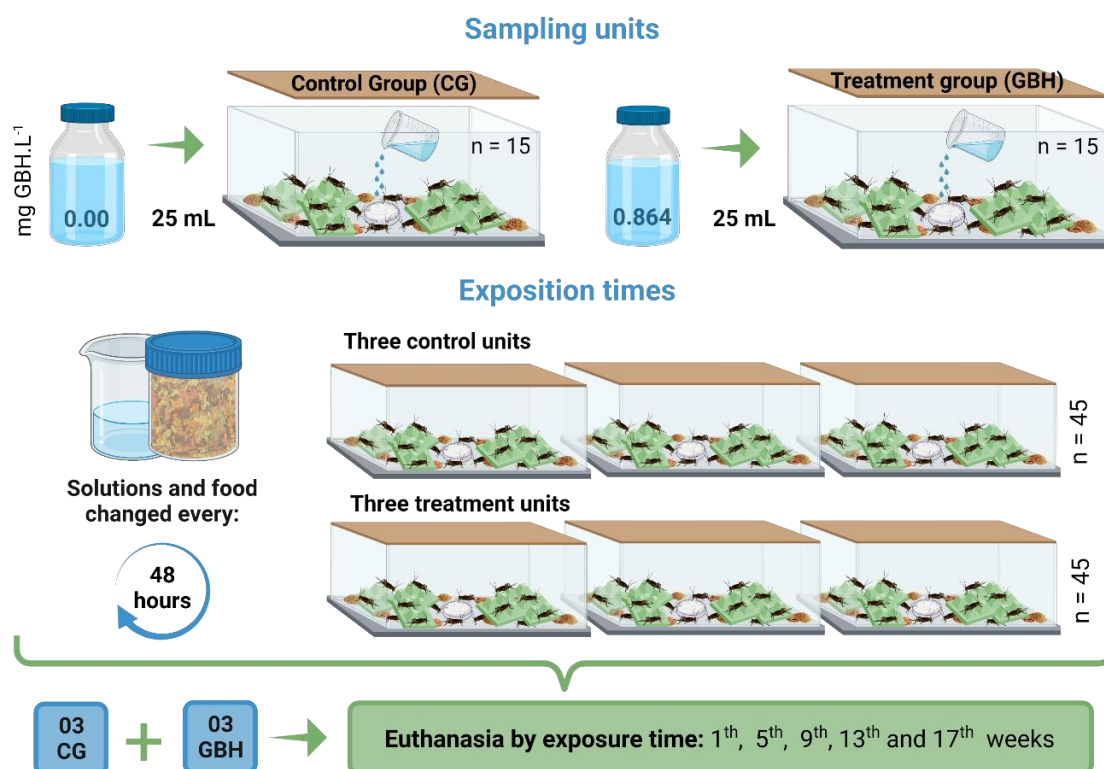 Sampling units
Control Group (CG)
Treatment group (GBH)
mg GBH.L⁻¹
0.00
25 mL
n = 15
0.864
25 mL
n = 15
Exposition times
Three control units
n = 45
Solutions and food
changed every:
48
hours
Three treatment units
n = 45
03
CG
+
03
GBH
Euthanasia by exposure time: 1ᵗʰ, 5ᵗʰ, 9ᵗʰ, 13ᵗʰ and 17ᵗʰ weeks